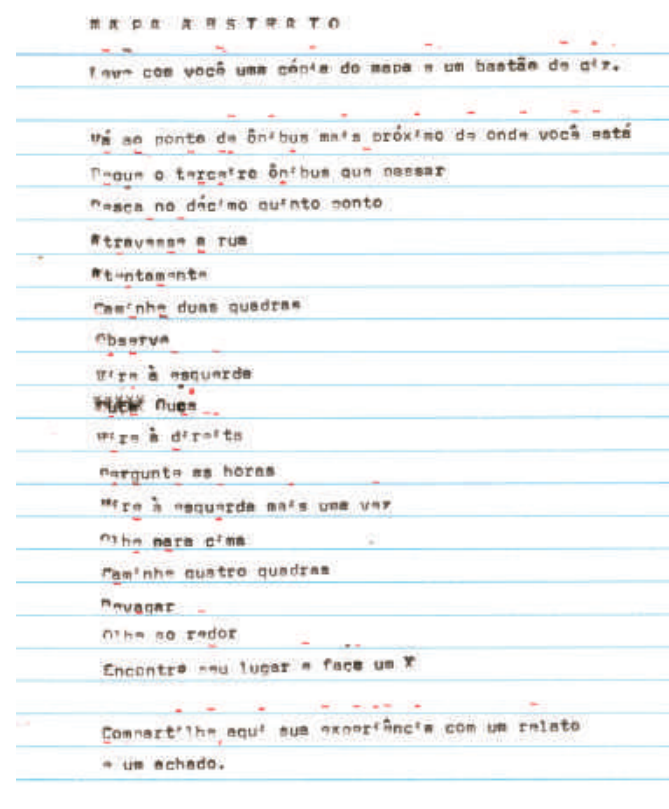 MAPA ABSTRATO
Leve com você uma cópia do mapa e um bastão de giz.
Vá ao ponto de ônibus mais próximo de onde você está
Pegue o terceiro ônibus que passar
Desça no décimo quinto ponto
Atravesse a rua
Atentamente
Caminhe duas quadras
Observe
Vire à esquerda
Ouça
Vire à direita
Pergunte as horas
Vire à esquerda mais uma vez
Olhe para cima
Caminhe quatro quadras
Devagar
Olhe ao redor
Encontre seu lugar e faça um X
Compartilhe aqui sua experiência com um relato
e um achado.